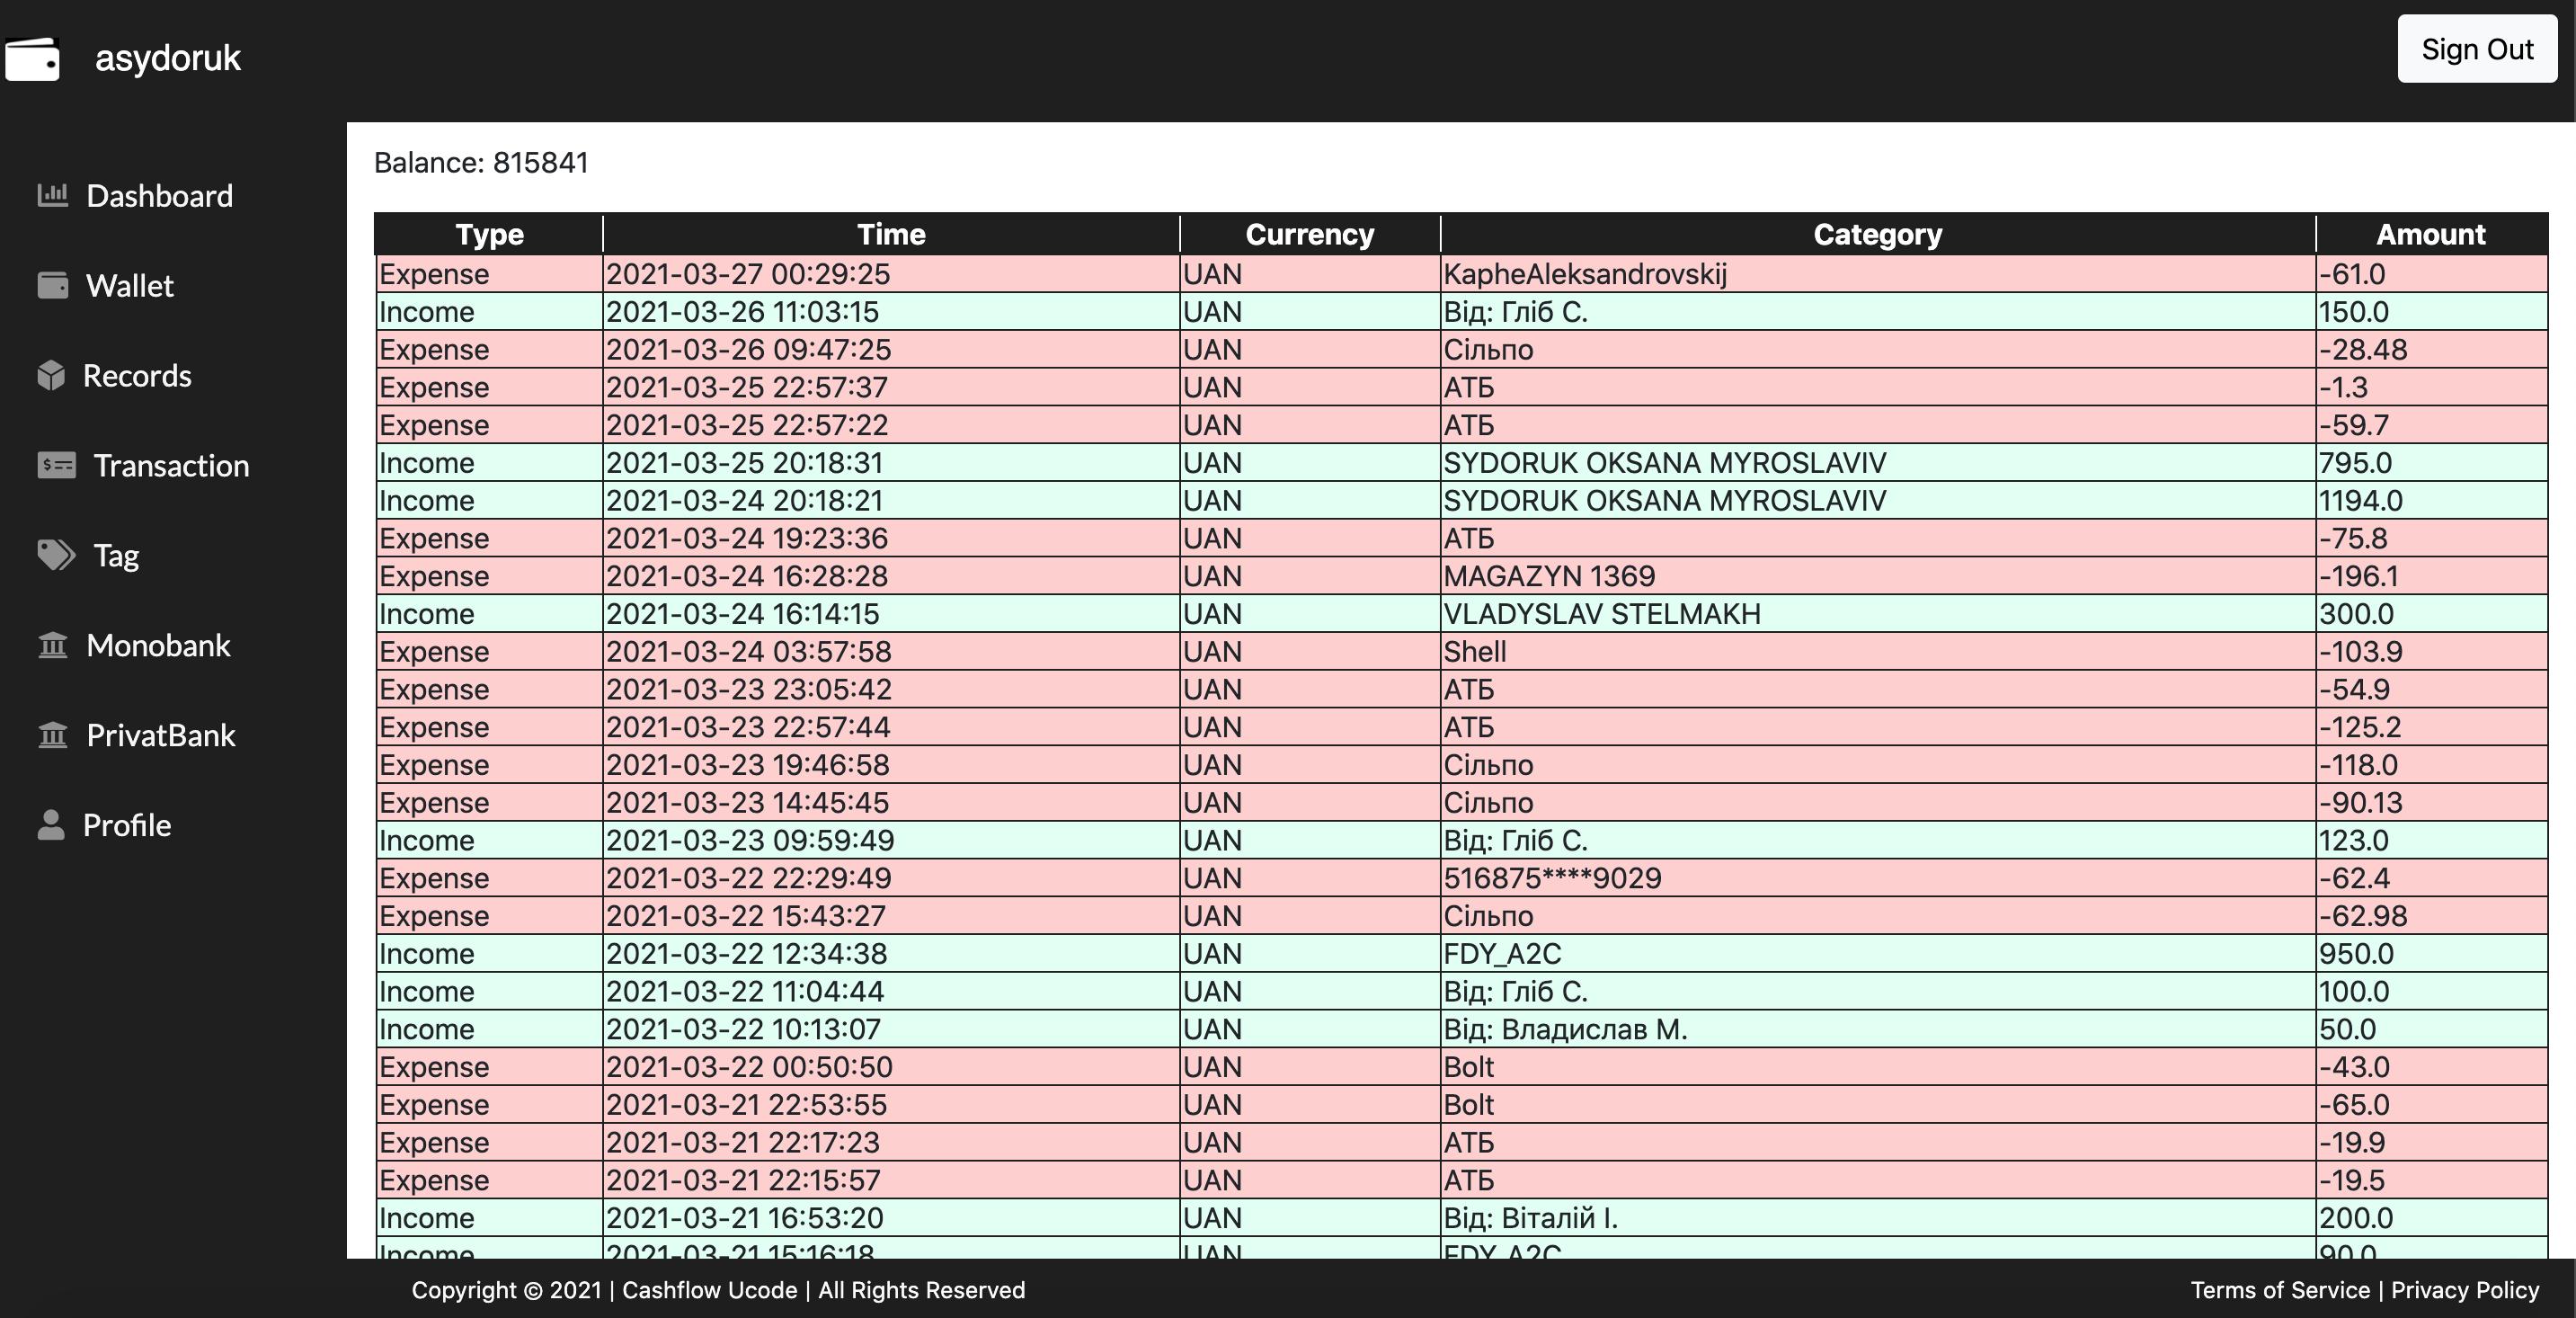 asydoruk
Sign Out
Dashboard
Wallet
Records
Transaction
Tag
Monobank
PrivatBank
Profile
Balance: 815841
Type Time Currency Category Amount
Expense 2021-03-27 00:29:25 UAN KapheAleksandrovskij -61.0
Income 2021-03-26 11:03:15 UAN Від: Гліб С. 150.0
Expense 2021-03-26 09:47:25 UAN Сільпо -28.48
Expense 2021-03-25 22:57:37 UAN АТБ -1.3
Expense 2021-03-25 22:57:22 UAN АТБ -59.7
Income 2021-03-25 20:18:31 UAN SYDORUK OKSANA MYROSLAVIV 795.0
Income 2021-03-24 20:18:21 UAN SYDORUK OKSANA MYROSLAVIV 1194.0
Expense 2021-03-24 19:23:36 UAN АТБ -75.8
Expense 2021-03-24 16:28:28 UAN MAGAZYN 1369 -196.1
Income 2021-03-24 16:14:15 UAN VLADYSLAV STELMAKH 300.0
Expense 2021-03-24 03:57:58 UAN Shell -103.9
Expense 2021-03-23 23:05:42 UAN АТБ -54.9
Expense 2021-03-23 22:57:44 UAN АТБ -125.2
Expense 2021-03-23 19:46:58 UAN Сільпо -118.0
Expense 2021-03-23 14:45:45 UAN Сільпо -90.13
Income 2021-03-23 09:59:49 UAN Від: Гліб С. 123.0
Expense 2021-03-22 22:29:49 UAN 516875****9029 -62.4
Expense 2021-03-22 15:43:27 UAN Сільпо -62.98
Income 2021-03-22 12:34:38 UAN FDY_A2C 950.0
Income 2021-03-22 11:04:44 UAN Від: Гліб С. 100.0
Income 2021-03-22 10:13:07 UAN Від: Владислав М. 50.0
Expense 2021-03-22 00:50:50 UAN Bolt -43.0
Expense 2021-03-21 22:53:55 UAN Bolt -65.0
Expense 2021-03-21 22:17:23 UAN АТБ -19.9
Expense 2021-03-21 22:15:57 UAN АТБ -19.5
Income 2021-03-21 16:53:20 UAN Від: Віталій І. 200.0
Income 2021-03-21 15:16:18 UAN FDY_A2C 90.0
Copyright © 2021 | Cashflow Ucode | All Rights Reserved
Terms of Service | Privacy Policy